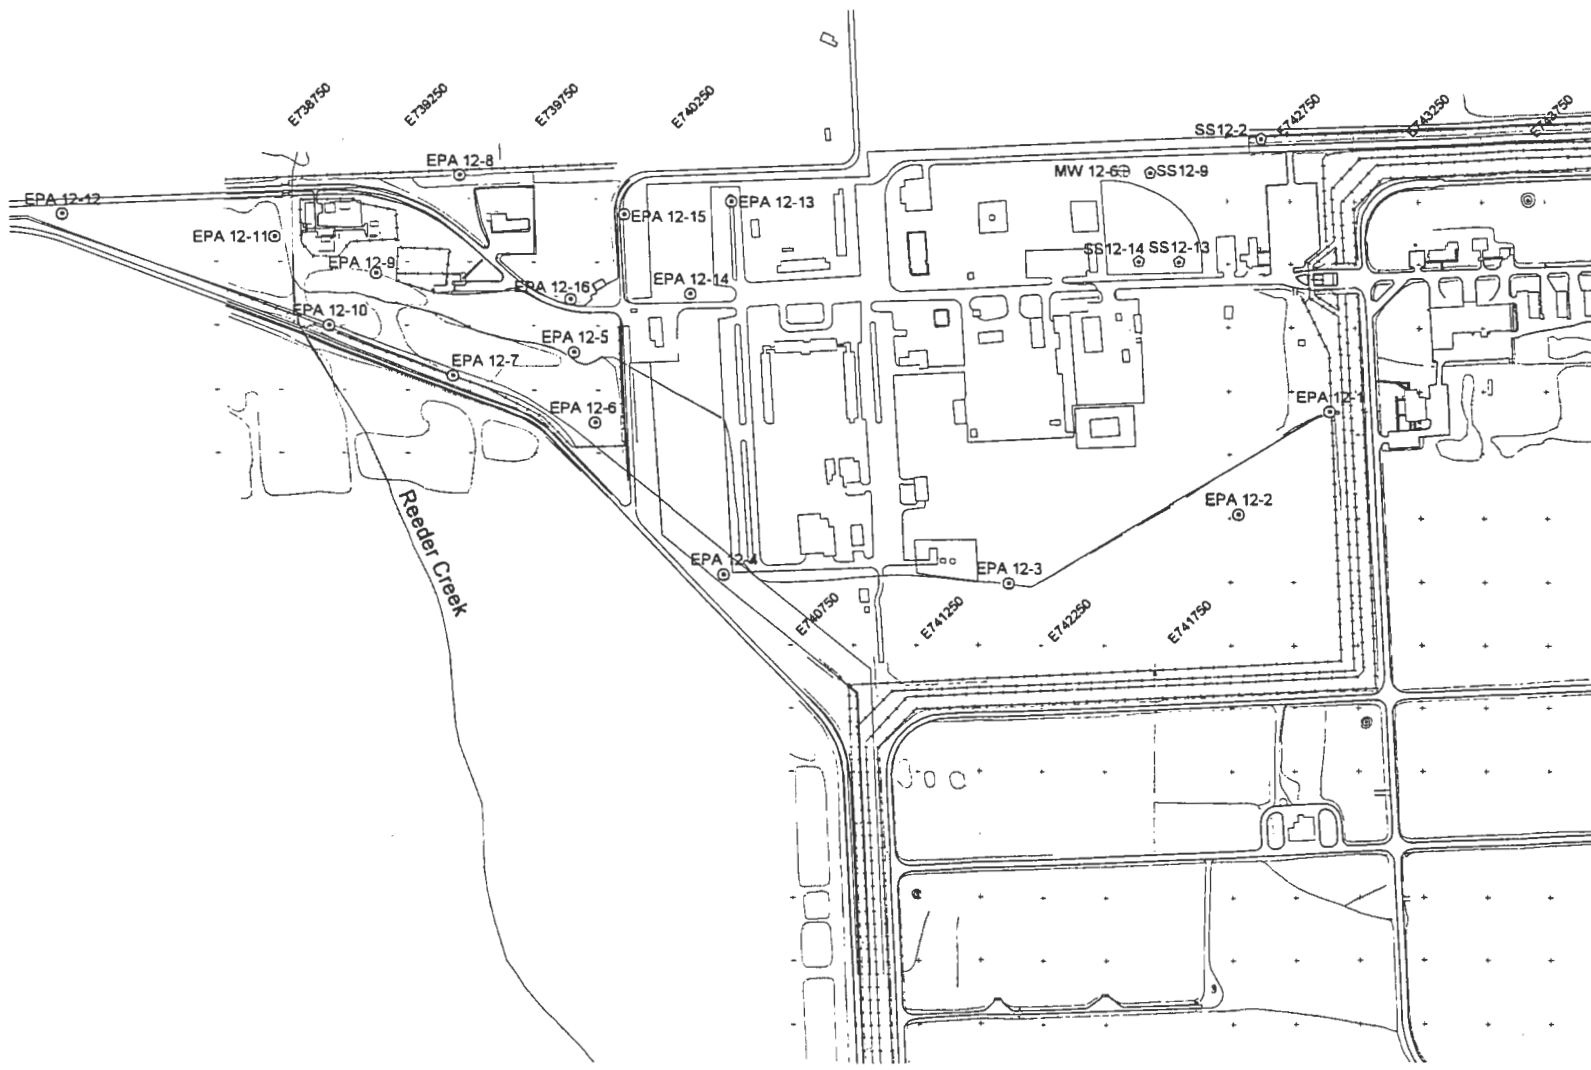 E738750
E739250
E739750
E740250
E742750
E743250
E743750
SS12-2
EPA 12-8
MW 12-6
SS12-9
EPA 12-12
EPA 12-13
EPA 12-15
EPA 12-11
SS12-14
SS12-13
EPA 12-9
EPA 12-14
EPA 12-16
EPA 12-10
EPA 12-5
EPA 12-7
EPA 12-6
EPA 12-1
EPA 12-2
Reeder Creek
EPA 12-4
EPA 12-3
E740750
E741250
E742250
E741750